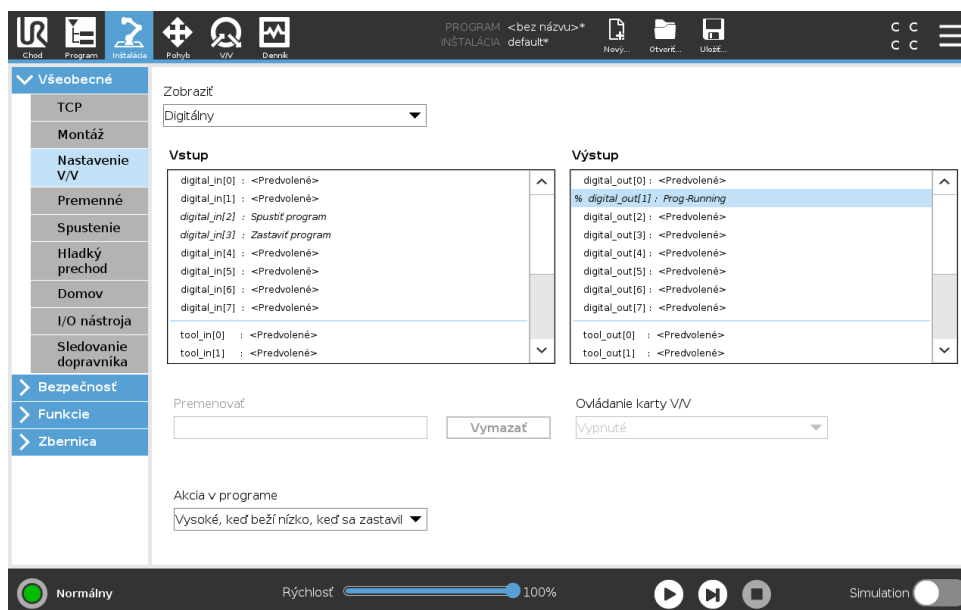 UR
Chod
Program
Inštalácia
Pohyb
V/V
Denník
PROGRAM <bez názvu>*
INŠTALÁCIA default*
Nový...
Otvoriť...
Uložiť...
C C
C C
Všeobecné
TCP
Montáž
Nastavenie
V/V
Premenné
Spustenie
Hladký
prechod
Domov
I/O nástroja
Sledovanie
dopravníka
Bezpečnosť
Funkcie
Zbernica
Zobraziť
Digitálny
Vstup
digital_in[0] : <Predvolené>
digital_in[1] : <Predvolené>
digital_in[2] : Spustiť program
digital_in[3] : Zastaviť program
digital_in[4] : <Predvolené>
digital_in[5] : <Predvolené>
digital_in[6] : <Predvolené>
digital_in[7] : <Predvolené>
tool_in[0] : <Predvolené>
tool_in[1] : <Predvolené>
Výstup
digital_out[0] : <Predvolené>
% digital_out[1] : Prog-Running
digital_out[2] : <Predvolené>
digital_out[3] : <Predvolené>
digital_out[4] : <Predvolené>
digital_out[5] : <Predvolené>
digital_out[6] : <Predvolené>
digital_out[7] : <Predvolené>
tool_out[0] : <Predvolené>
tool_out[1] : <Predvolené>
Premenovať
Vymazať
Ovládanie karty V/V
Vypnuté
Akcia v programe
Vysoké, keď beží nízko, keď sa zastavil
Normálny
Rýchlosť
100%
Simulation